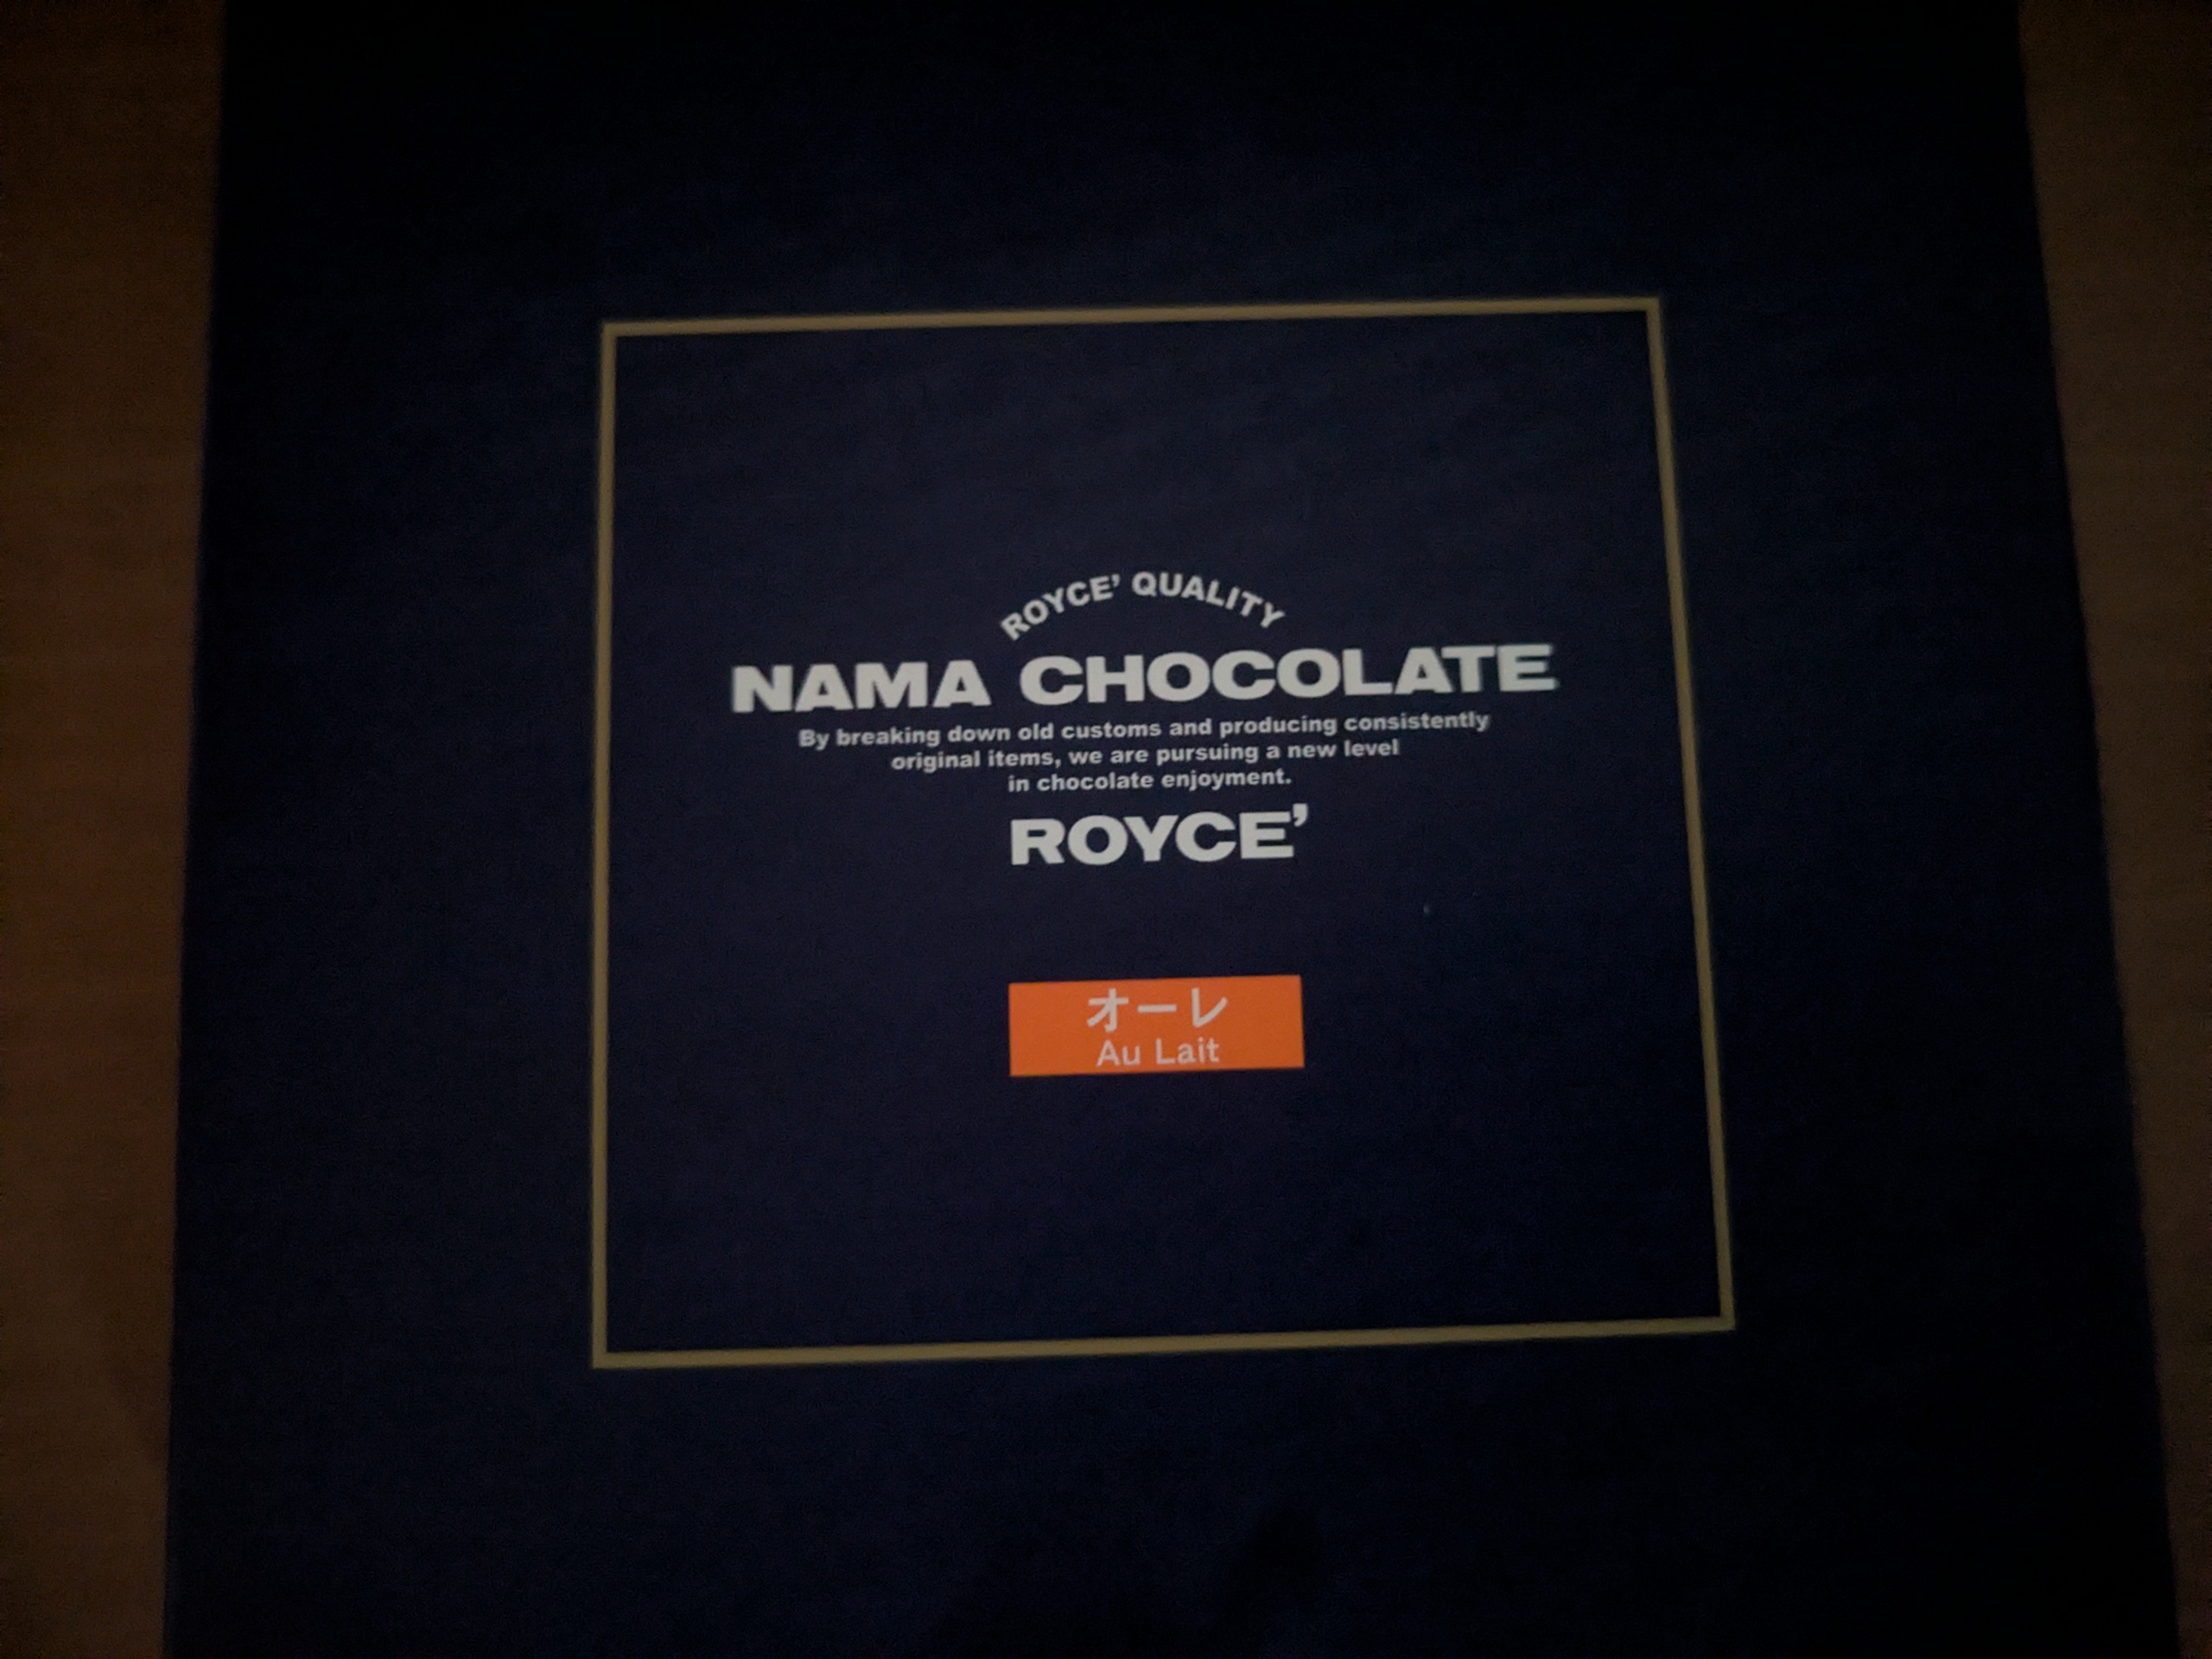 ROYCE’ QUALITY
NAMA CHOCOLATE
By breaking down old customs and producing consistently
original items, we are pursuing a new level
in chocolate enjoyment.
ROYCE’
オーレ
Au Lait